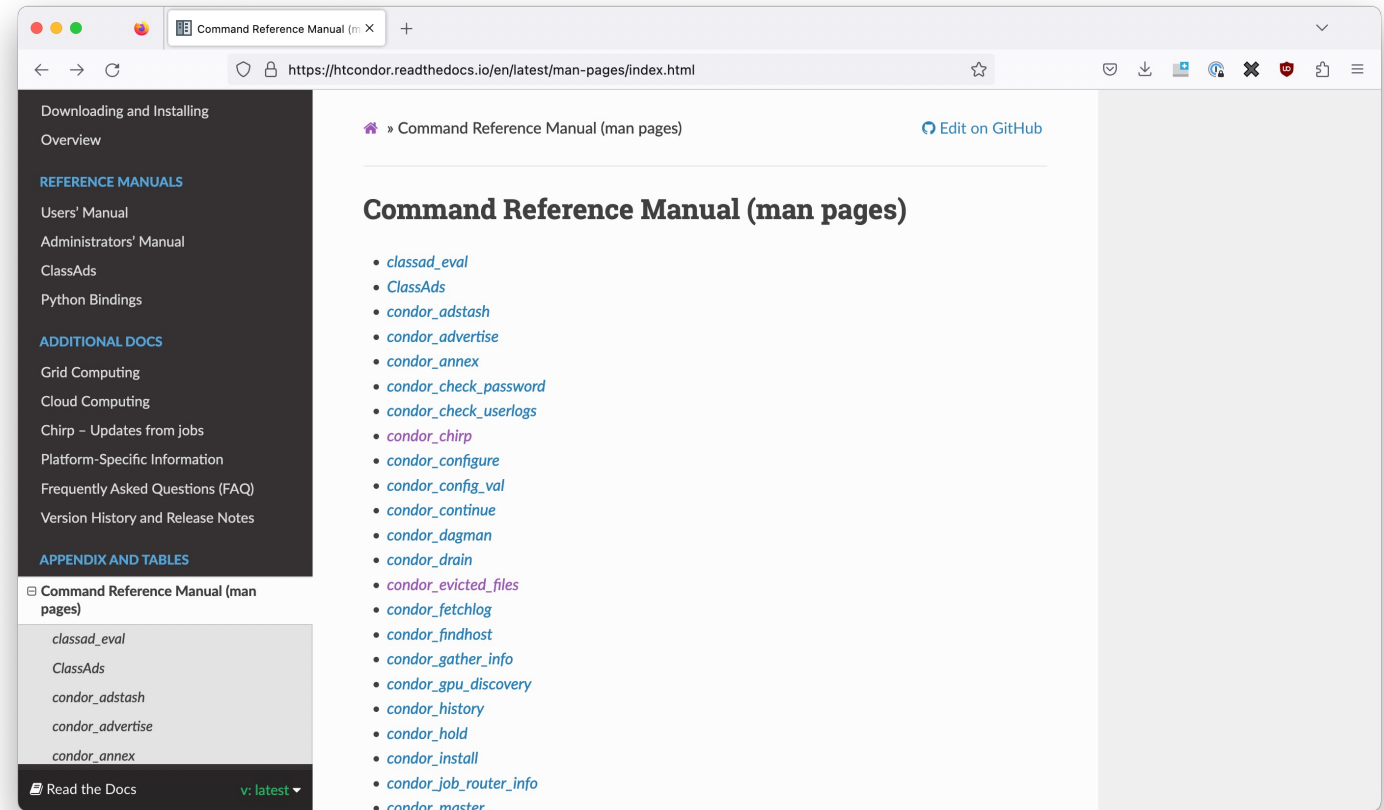 Command Reference Manual (m
https://htcondor.readthedocs.io/en/latest/man-pages/index.html
Downloading and Installing
Overview
REFERENCE MANUALS
Users' Manual
Administrators' Manual
ClassAds
Python Bindings
ADDITIONAL DOCS
Grid Computing
Cloud Computing
Chirp – Updates from jobs
Platform-Specific Information
Frequently Asked Questions (FAQ)
Version History and Release Notes
APPENDIX AND TABLES
Command Reference Manual (man
pages)
classad_eval
ClassAds
condor_adstash
condor_advertise
condor_annex
Read the Docs
v: latest
» Command Reference Manual (man pages)
Edit on GitHub
Command Reference Manual (man pages)
• classad_eval
• ClassAds
• condor_adstash
• condor_advertise
• condor_annex
• condor_check_password
• condor_check_userlogs
• condor_chirp
• condor_configure
• condor_config_val
• condor_continue
• condor_dagman
• condor_drain
• condor_evicted_files
• condor_fetchlog
• condor_findhost
• condor_gather_info
• condor_gpu_discovery
• condor_history
• condor_hold
• condor_install
• condor_job_router_info
• condor_master